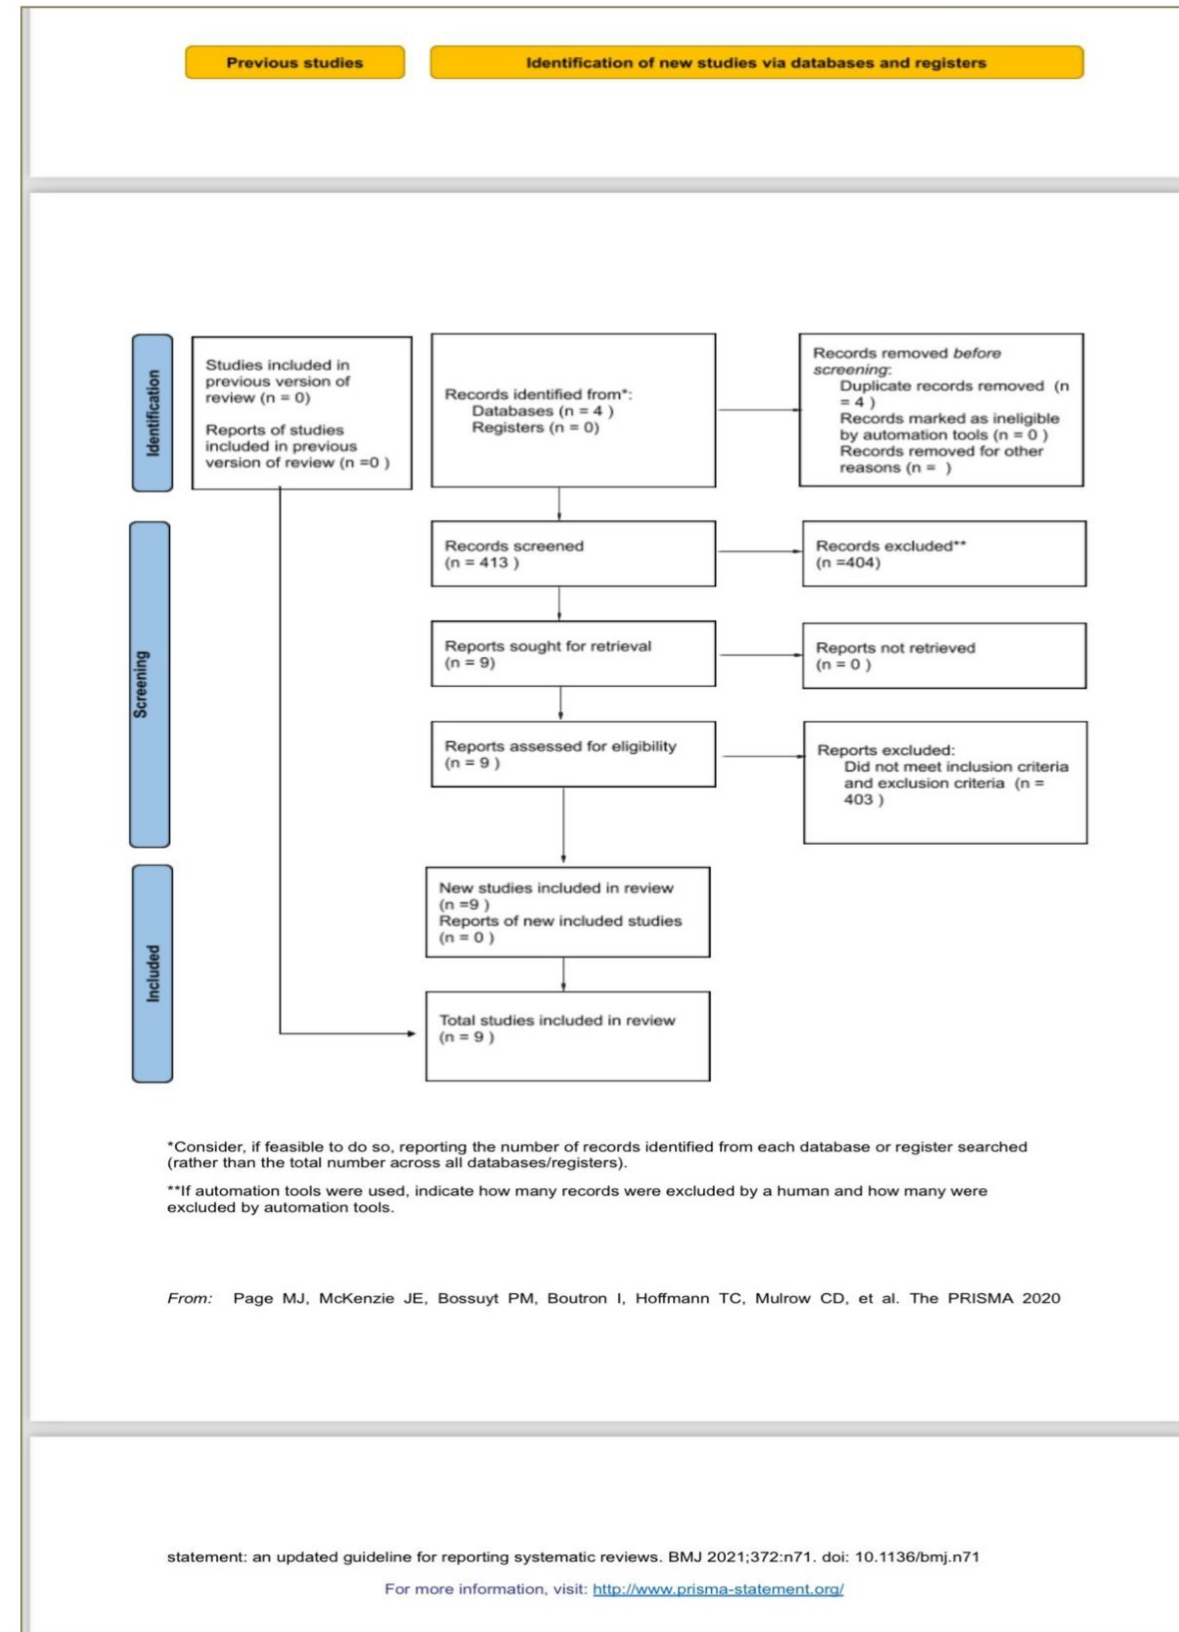 Previous studies
Identification of new studies via databases and registers
Identification
Studies included in
previous version of
review (n = 0)
Reports of studies
included in previous
version of review (n =0 )
Records identified from*:
Databases (n = 4 )
Registers (n = 0)
Records removed before
screening:
Duplicate records removed (n
= 4 )
Records marked as ineligible
by automation tools (n = 0 )
Records removed for other
reasons (n = )
Screening
Records screened
(n = 413 )
Records excluded**
(n =404)
Reports sought for retrieval
(n = 9)
Reports not retrieved
(n = 0 )
Reports assessed for eligibility
(n = 9 )
Reports excluded:
Did not meet inclusion criteria
and exclusion criteria (n =
403 )
Included
New studies included in review
(n =9 )
Reports of new included studies
(n = 0 )
Total studies included in review
(n = 9 )
*Consider, if feasible to do so, reporting the number of records identified from each database or register searched
(rather than the total number across all databases/registers).
**If automation tools were used, indicate how many records were excluded by a human and how many were
excluded by automation tools.
From: Page MJ, McKenzie JE, Bossuyt PM, Boutron I, Hoffmann TC, Mulrow CD, et al. The PRISMA 2020
statement: an updated guideline for reporting systematic reviews. BMJ 2021;372:n71. doi: 10.1136/bmj.n71
For more information, visit: http://www.prisma-statement.org/